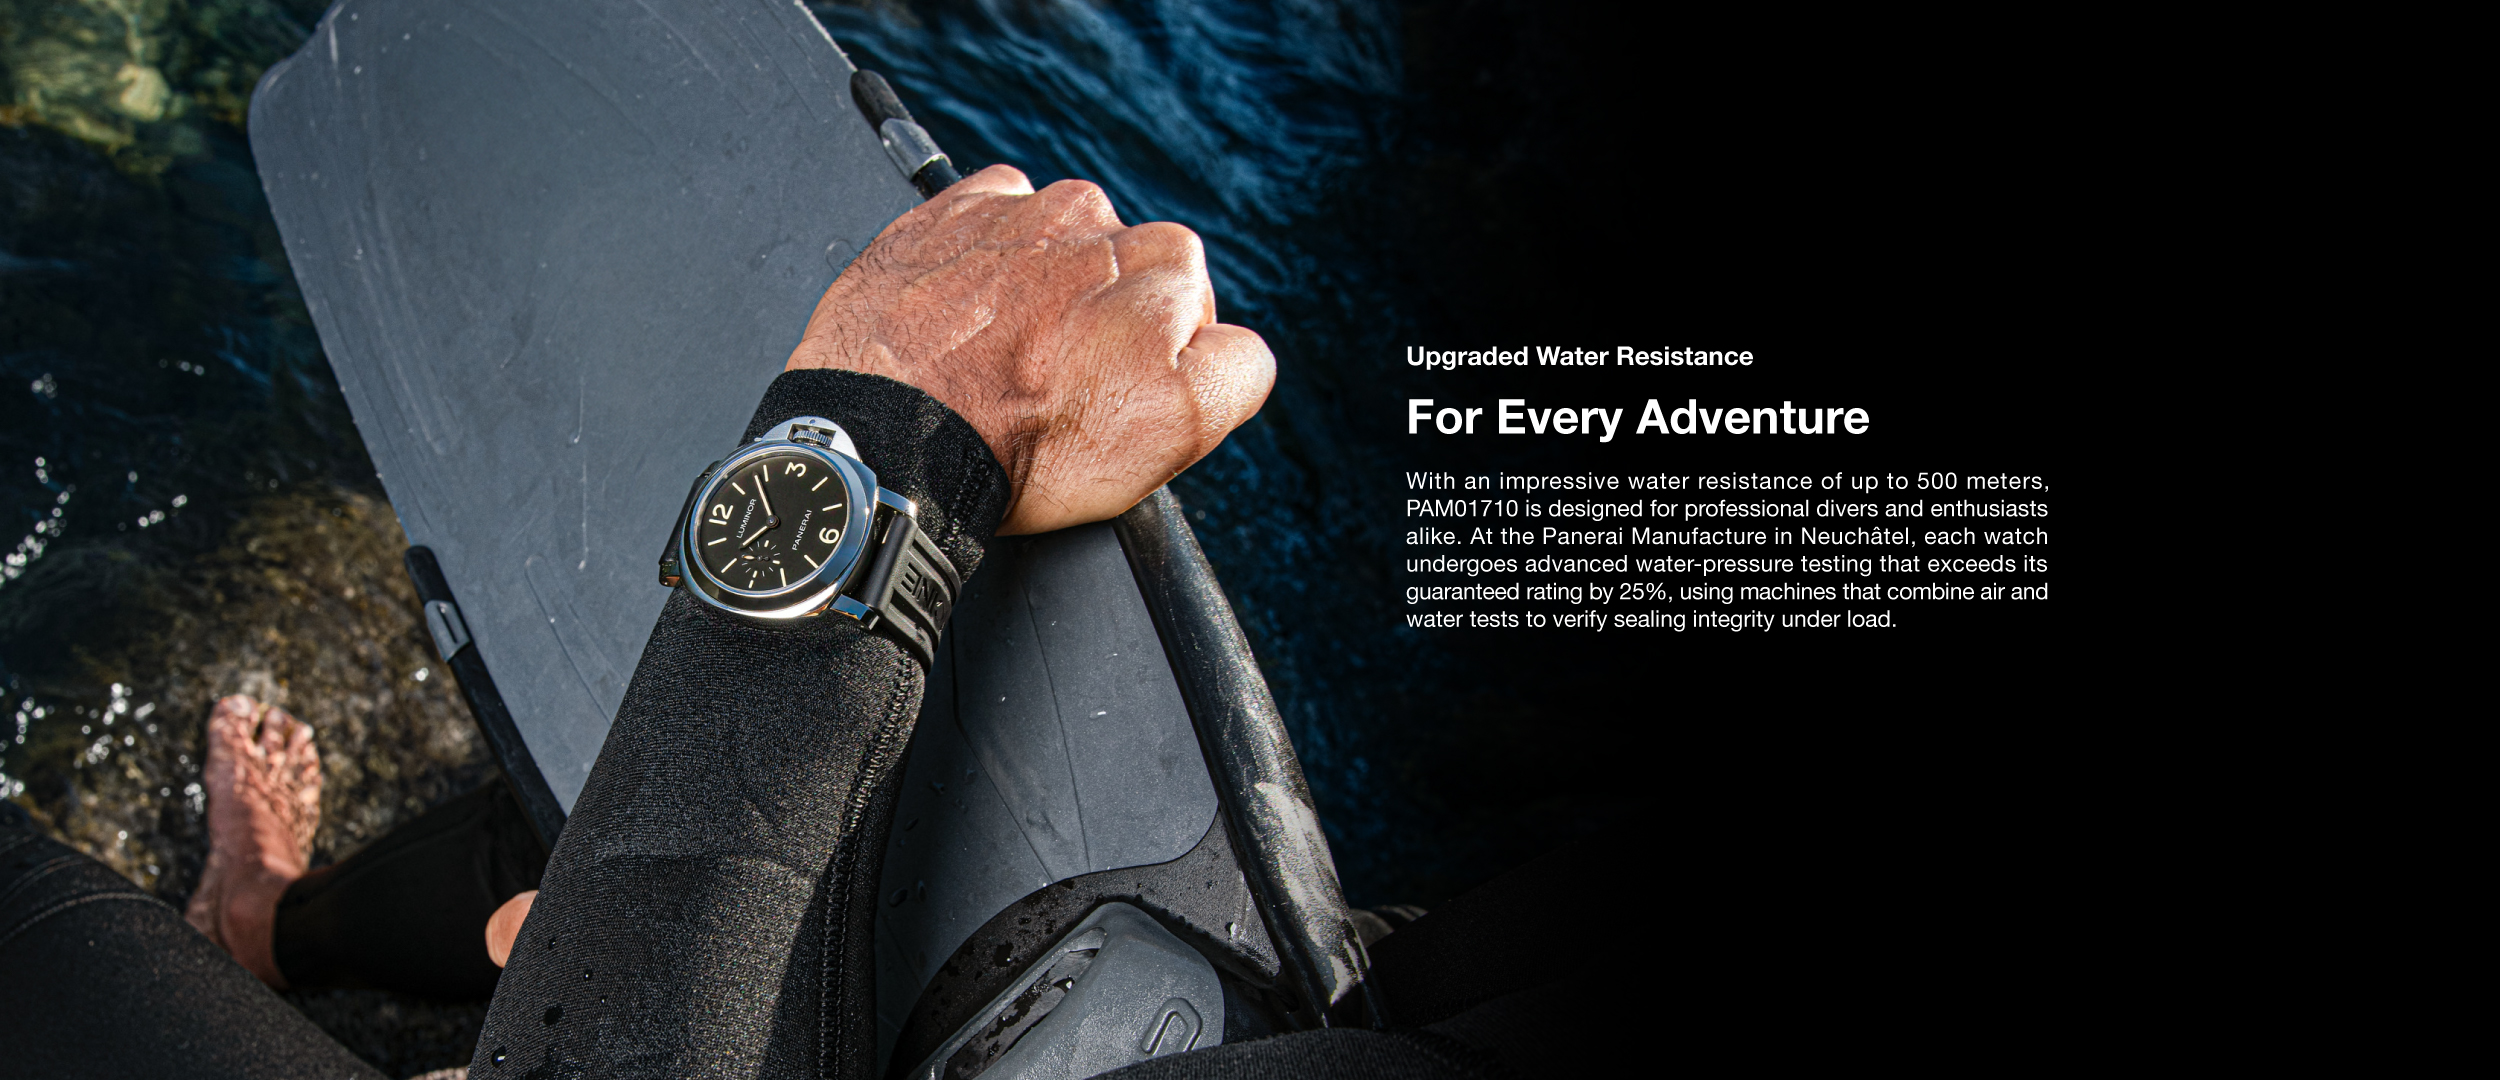 Upgraded Water Resistance
For Every Adventure
With an impressive water resistance of up to 500 meters,
PAM01710 is designed for professional divers and enthusiasts
alike. At the Panerai Manufacture in Neuchâtel, each watch
undergoes advanced water-pressure testing that exceeds its
guaranteed rating by 25%, using machines that combine air and
water tests to verify sealing integrity under load.
12
3
6
LUMINOR
PANERAI